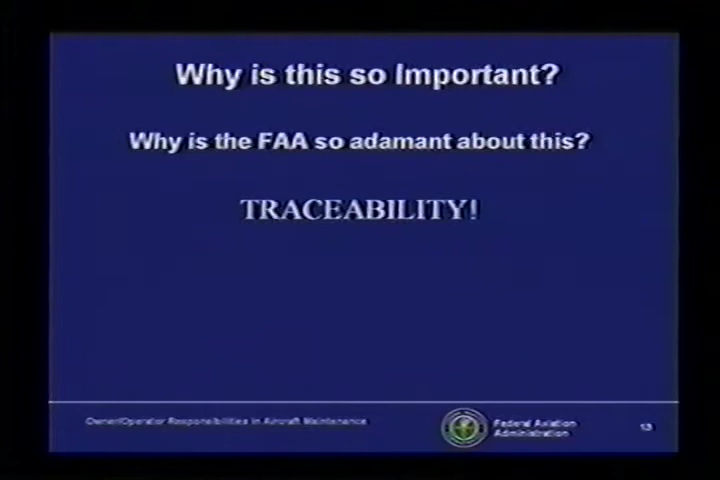 Why is this so Important?
Why is the FAA so adamant about this?
TRACEABILITY!
Owner/Operator Responsibilities in Aircraft Maintenance
Federal Aviation
Administration
13